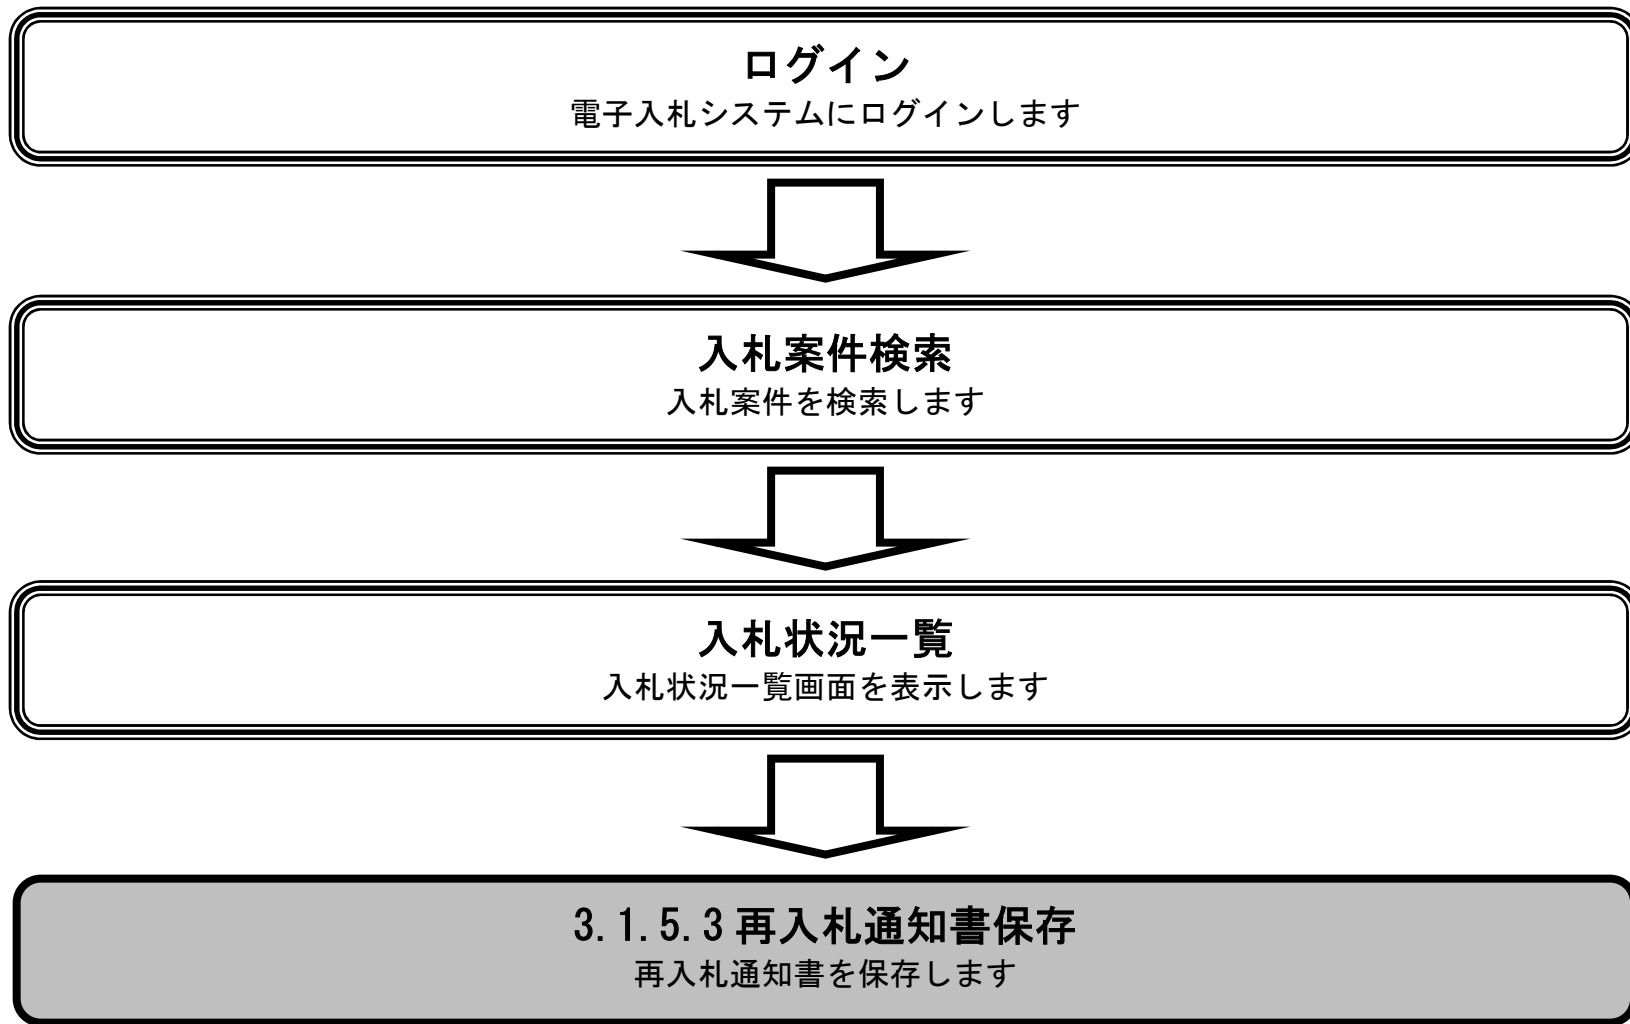 ログイン
電子入札システムにログインします
入札案件検索
入札案件を検索します
入札状況一覧
入札状況一覧画面を表示します
3.1.5.3 再入札通知書保存
再入札通知書を保存します